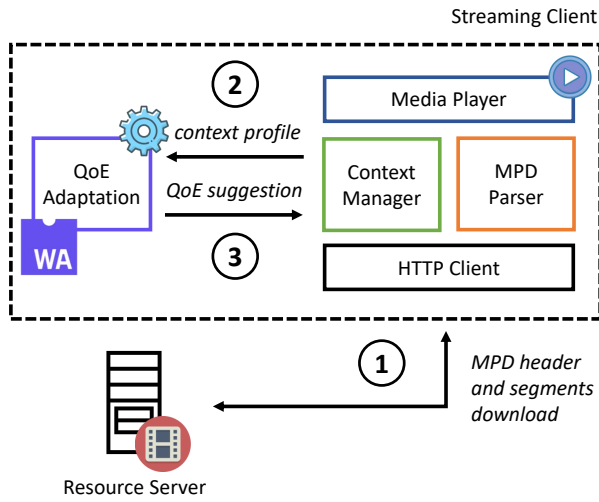 Streaming Client
2
Media Player
context profile
QoE
Adaptation
Context
Manager
MPD
Parser
QoE suggestion
WA
3
HTTP Client
1
MPD header
and segments
download
Resource Server